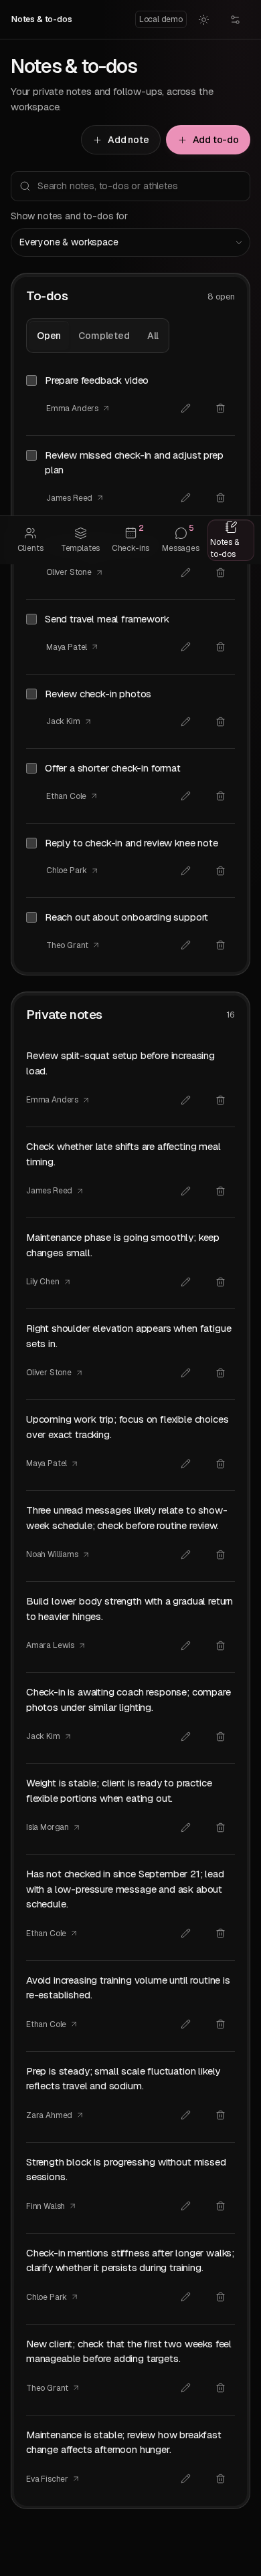 Notes & to-dos
Local demo
Notes & to-dos
Your private notes and follow-ups, across the
workspace.
Add note
Add to-do
Search notes, to-dos or athletes
Show notes and to-dos for
Everyone & workspace
To-dos
8 open
Open
Completed
All
Prepare feedback video
Emma Anders
Review missed check-in and adjust prep
plan
James Reed
Clients
Templates
2
Check-ins
5
Messages
Notes &
to-dos
Oliver Stone
Send travel meal framework
Maya Patel
Review check-in photos
Jack Kim
Offer a shorter check-in format
Ethan Cole
Reply to check-in and review knee note
Chloe Park
Reach out about onboarding support
Theo Grant
Private notes
16
Review split-squat setup before increasing
load.
Emma Anders
Check whether late shifts are affecting meal
timing.
James Reed
Maintenance phase is going smoothly; keep
changes small.
Lily Chen
Right shoulder elevation appears when fatigue
sets in.
Oliver Stone
Upcoming work trip; focus on flexible choices
over exact tracking.
Maya Patel
Three unread messages likely relate to show-
week schedule; check before routine review.
Noah Williams
Build lower body strength with a gradual return
to heavier hinges.
Amara Lewis
Check-in is awaiting coach response; compare
photos under similar lighting.
Jack Kim
Weight is stable; client is ready to practice
flexible portions when eating out.
Isla Morgan
Has not checked in since September 21; lead
with a low-pressure message and ask about
schedule.
Ethan Cole
Avoid increasing training volume until routine is
re-established.
Ethan Cole
Prep is steady; small scale fluctuation likely
reflects travel and sodium.
Zara Ahmed
Strength block is progressing without missed
sessions.
Finn Walsh
Check-in mentions stiffness after longer walks;
clarify whether it persists during training.
Chloe Park
New client; check that the first two weeks feel
manageable before adding targets.
Theo Grant
Maintenance is stable; review how breakfast
change affects afternoon hunger.
Eva Fischer